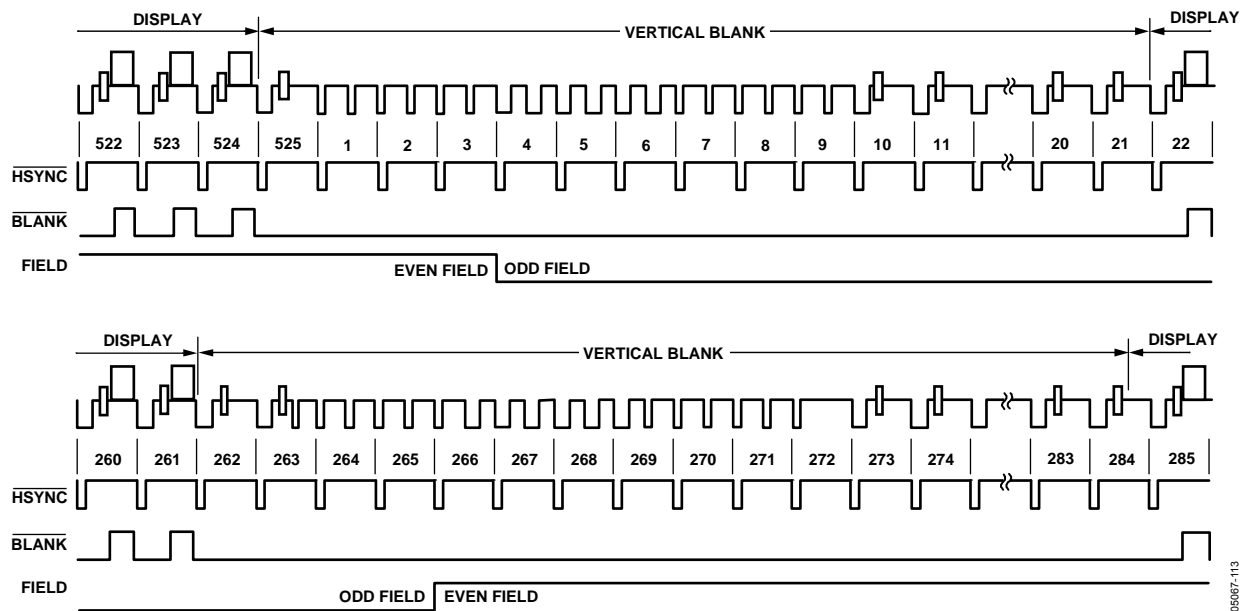 DISPLAY VERTICAL BLANK DISPLAY
522 523 524 525 1 2 3 4 5 6 7 8 9 10 11 20 21 22
HSYNC
BLANK
FIELD EVEN FIELD ODD FIELD
DISPLAY VERTICAL BLANK DISPLAY
260 261 262 263 264 265 266 267 268 269 270 271 272 273 274 283 284 285
HSYNC
BLANK
FIELD ODD FIELD EVEN FIELD
05067-113